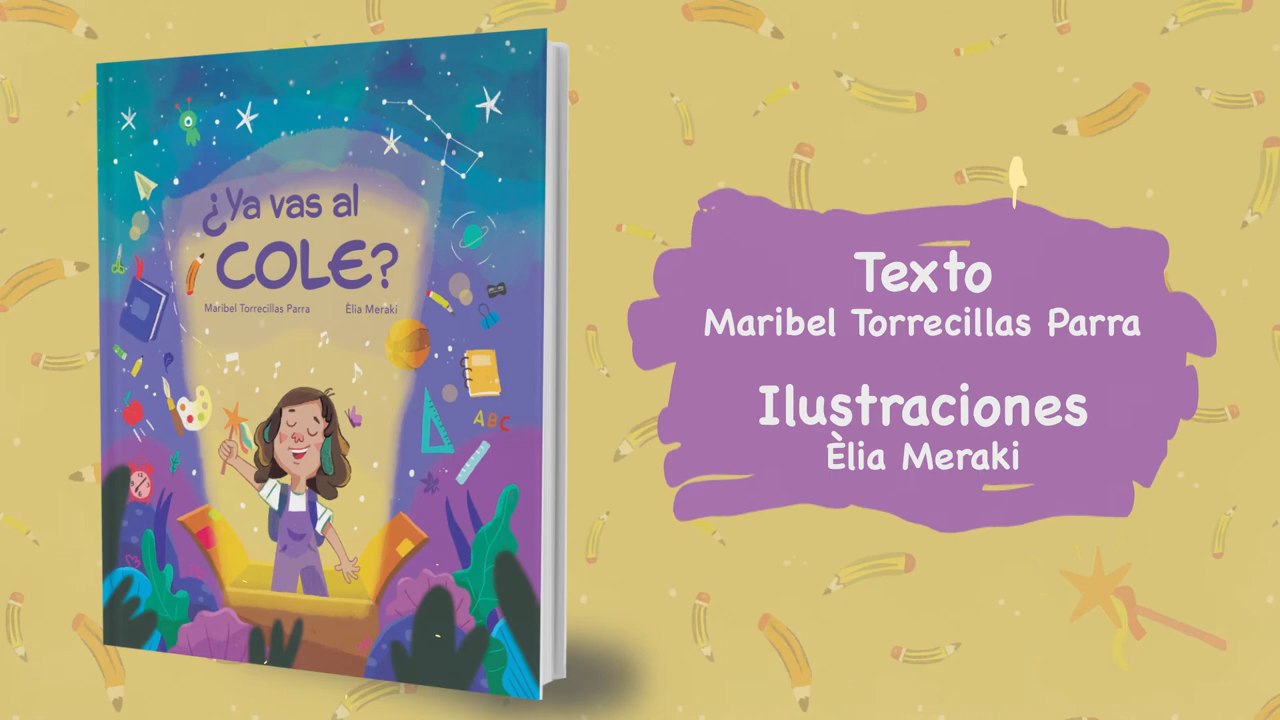 ¿Ya vas al
COLE?
Maribel Torrecillas Parra Èlia Meraki
ABC
Texto
Maribel Torrecillas Parra
Ilustraciones
Èlia Meraki